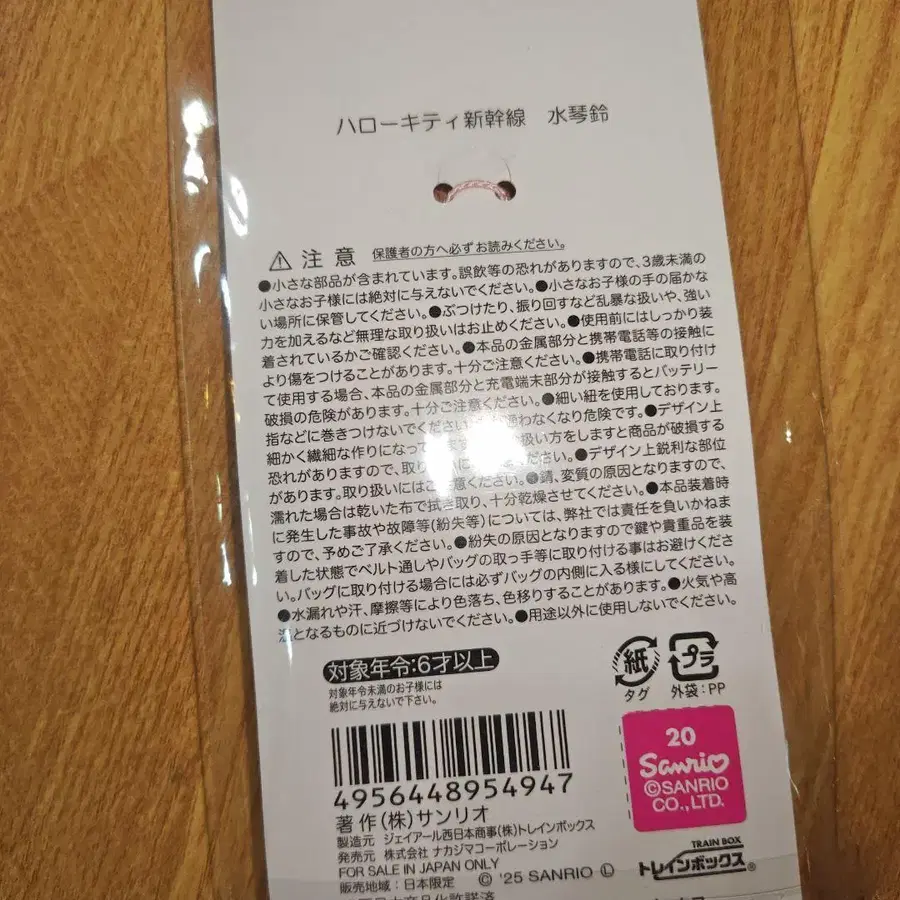 ハローキティ新幹線 水琴鈴
注意 保護者の方へ必ずお読みください。
●小さな部品が含まれています。誤飲等の恐れがありますので、3歳未満の
小さなお子様には絶対に与えないでください。●小さなお子様の手の届かな
い場所に保管してください。●ぶつけたり、振り回すなど乱暴な扱いや、強い
力を加えるなど無理な取り扱いはお止めください。●使用前にはしっかり装
着されているかご確認ください。●本品の金属部分と携帯電話等の接触に
より傷をつけることがあります。十分ご注意ください。●携帯電話に取り付け
て使用する場合、本品の金属部分と充電端末部分が接触するとバッテリー
破損の危険があります。十分ご注意ください。●細い紐を使用しております。
指などに巻きつけないでくださ 通わなくなり危険です。●デザイン上
細かく繊細な作りになって 扱い方をしますと商品が破損する
恐れがありますので、取り ください。●デザイン上鋭利な部位
があります。取り扱いにはご注意ください。●錆、変質の原因となりますので、
濡れた場合は乾いた布で拭き取り、十分乾燥させてください。●本品装着時
に発生した事故や故障等(紛失等)については、弊社では責任を負いかねま
すので、予めご了承ください。●紛失の原因となりますので鍵や貴重品を装
着した状態でベルト通しやバッグの取っ手等に取り付ける事はお避けくださ
い。バッグに取り付ける場合には必ずバッグの内側に入る様にしてください。
●水漏れや汗、摩擦等により色落ち、色移りすることがあります。●火気や高
温となるものに近づけないでください。●用途以外に使用しないでください。
対象年令:6才以上
対象年令未満のお子様には
絶対に与えないで下さい。
紙
タグ
プラ
外袋:PP
4956448954947
20
Sanrio
©SANRIO
CO.,LTD.
著作(株)サンリオ
製造元 ジェイアール西日本商事(株)トレインボックス
発売元 株式会社 ナカジマコーポレーション
FOR SALE IN JAPAN ONLY
販売地域:日本限定 © '25 SANRIO Ⓛ
TRAIN BOX
トレインボックス®